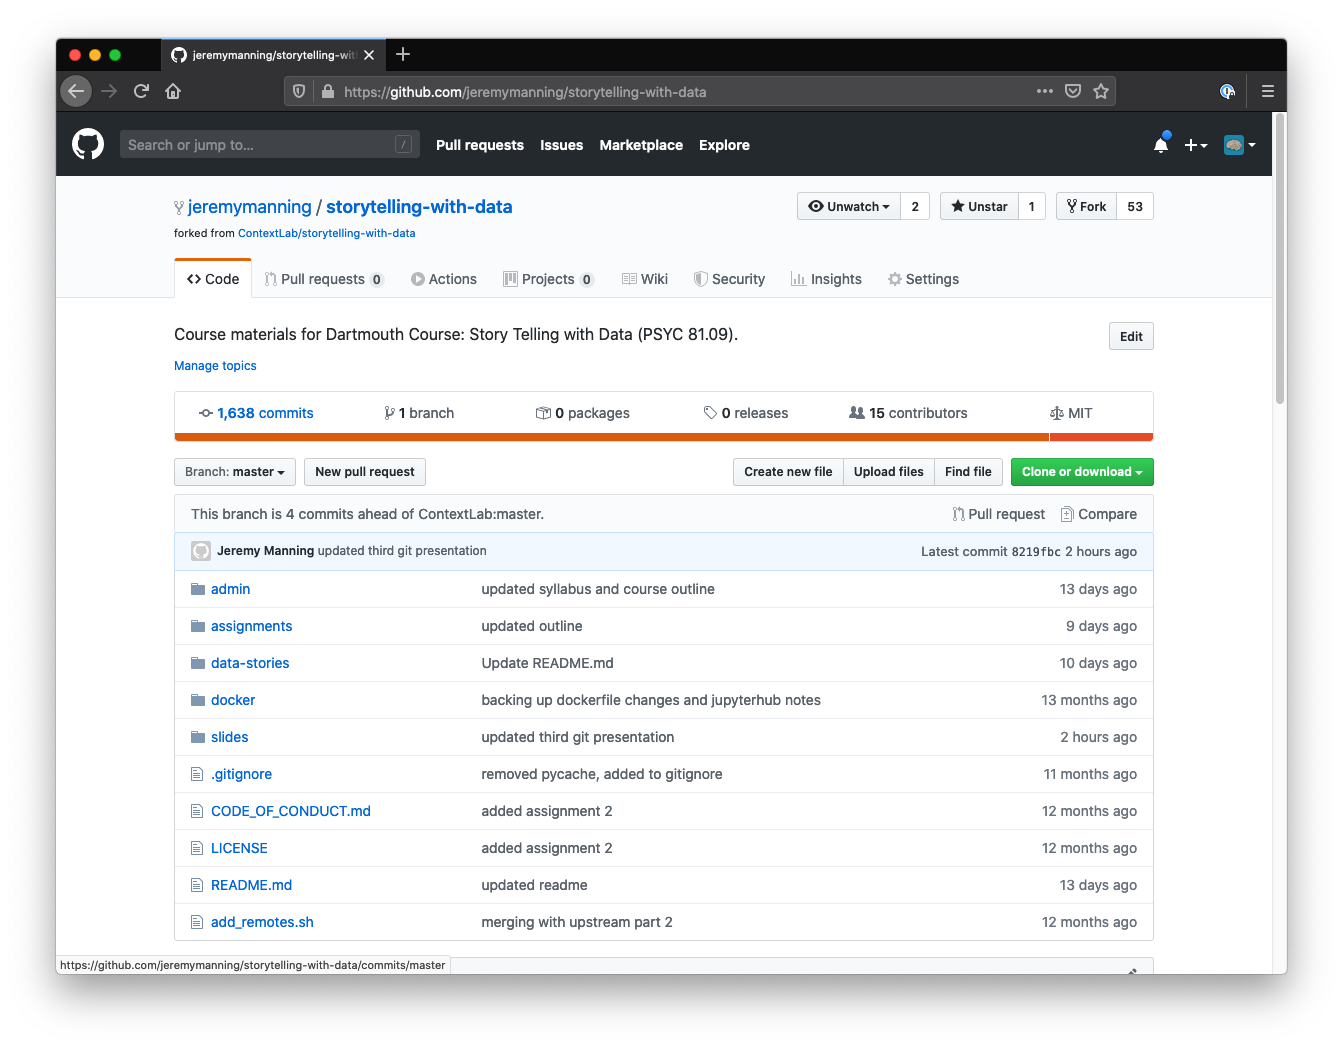 jeremymanning/storytelling-wit
https://github.com/jeremymanning/storytelling-with-data
Search or jump to... / Pull requests Issues Marketplace Explore
jeremymanning / storytelling-with-data Unwatch 2 Unstar 1 Fork 53
forked from ContextLab/storytelling-with-data
Code Pull requests 0 Actions Projects 0 Wiki Security Insights Settings
Course materials for Dartmouth Course: Story Telling with Data (PSYC 81.09). Edit
Manage topics
1,638 commits 1 branch 0 packages 0 releases 15 contributors MIT
Branch: master New pull request Create new file Upload files Find file Clone or download
This branch is 4 commits ahead of ContextLab:master. Pull request Compare
Jeremy Manning updated third git presentation Latest commit 8219fbc 2 hours ago
admin updated syllabus and course outline 13 days ago
assignments updated outline 9 days ago
data-stories Update README.md 10 days ago
docker backing up dockerfile changes and jupyterhub notes 13 months ago
slides updated third git presentation 2 hours ago
.gitignore removed pycache, added to gitignore 11 months ago
CODE_OF_CONDUCT.md added assignment 2 12 months ago
LICENSE added assignment 2 12 months ago
README.md updated readme 13 days ago
add_remotes.sh merging with upstream part 2 12 months ago
https://github.com/jeremymanning/storytelling-with-data/commits/master